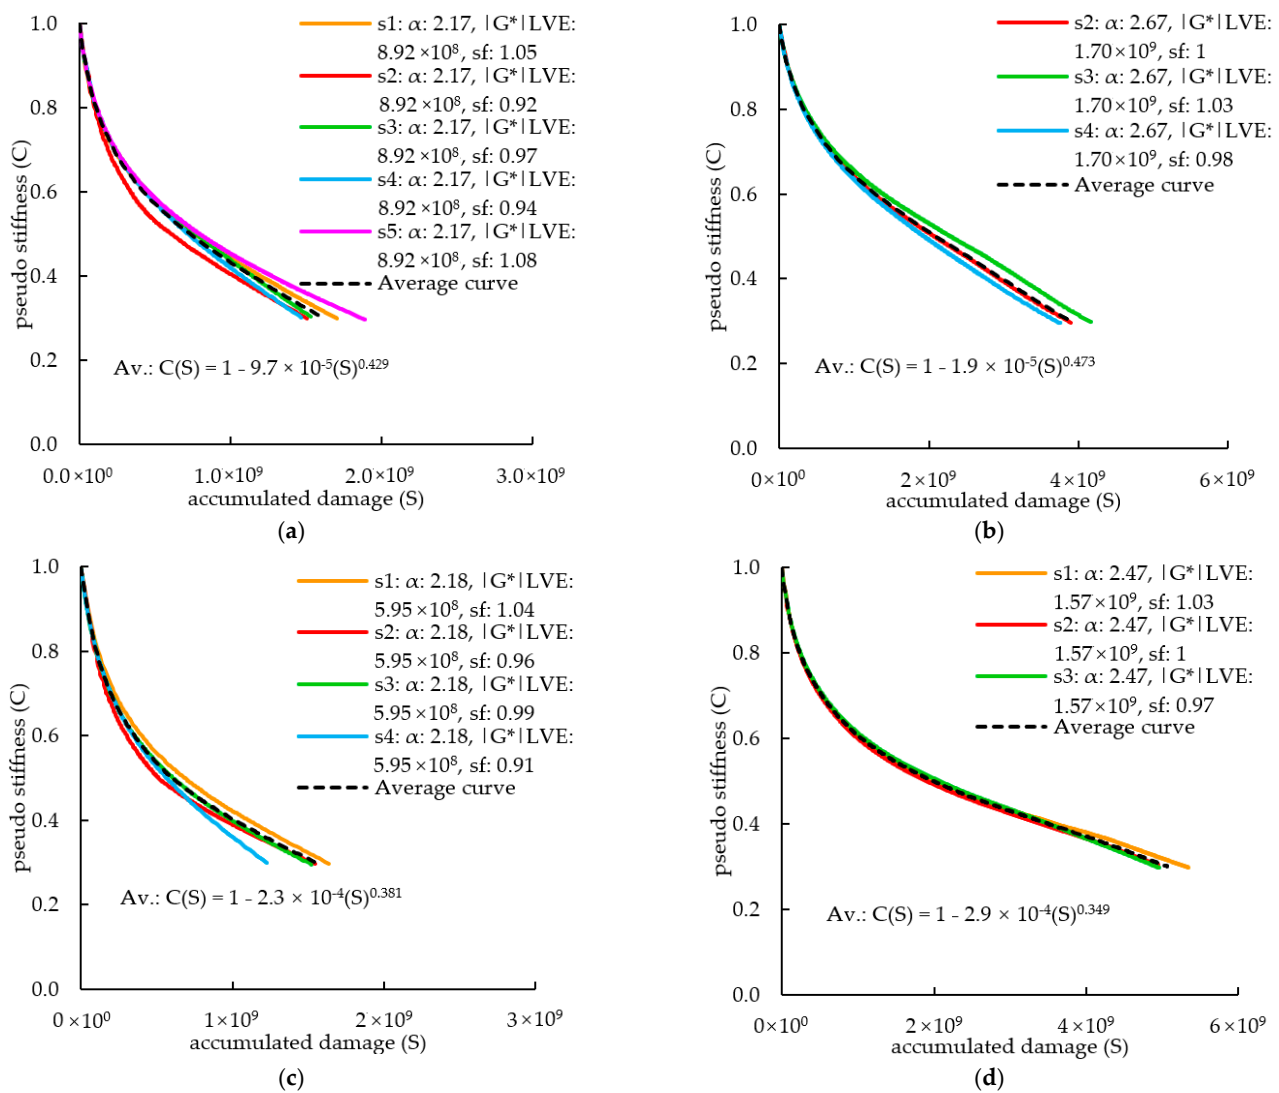 1.0
0.8
0.6
0.4
0.2
0.0
pseudo stiffness (C)
s1: α: 2.17, |G*|LVE:
8.92 ×10⁸, sf: 1.05
s2: α: 2.17, |G*|LVE:
8.92 ×10⁸, sf: 0.92
s3: α: 2.17, |G*|LVE:
8.92 ×10⁸, sf: 0.97
s4: α: 2.17, |G*|LVE:
8.92 ×10⁸, sf: 0.94
s5: α: 2.17, |G*|LVE:
8.92 ×10⁸, sf: 1.08
Average curve
Av.: C(S) = 1 - 9.7 × 10⁻⁵(S)⁰·⁴²⁹
0.0×10⁰ 1.0×10⁹ 2.0×10⁹ 3.0×10⁹
accumulated damage (S)
(a)
1.0
0.8
0.6
0.4
0.2
0.0
pseudo stiffness (C)
s2: α: 2.67, |G*|LVE:
1.70×10⁹, sf: 1
s3: α: 2.67, |G*|LVE:
1.70×10⁹, sf: 1.03
s4: α: 2.67, |G*|LVE:
1.70×10⁹, sf: 0.98
Average curve
Av.: C(S) = 1 - 1.9 × 10⁻⁵(S)⁰·⁴⁷³
0×10⁰ 2×10⁹ 4×10⁹ 6×10⁹
accumulated damage (S)
(b)
1.0
0.8
0.6
0.4
0.2
0.0
pseudo stiffness (C)
s1: α: 2.18, |G*|LVE:
5.95 ×10⁸, sf: 1.04
s2: α: 2.18, |G*|LVE:
5.95 ×10⁸, sf: 0.96
s3: α: 2.18, |G*|LVE:
5.95 ×10⁸, sf: 0.99
s4: α: 2.18, |G*|LVE:
5.95 ×10⁸, sf: 0.91
Average curve
Av.: C(S) = 1 - 2.3 × 10⁻⁴(S)⁰·³⁸¹
0 ×10⁰ 1×10⁹ 2 ×10⁹ 3 ×10⁹
accumulated damage (S)
(c)
1.0
0.8
0.6
0.4
0.2
0.0
pseudo stiffness (C)
s1: α: 2.47, |G*|LVE:
1.57×10⁹, sf: 1.03
s2: α: 2.47, |G*|LVE:
1.57×10⁹, sf: 1
s3: α: 2.47, |G*|LVE:
1.57×10⁹, sf: 0.97
Average curve
Av.: C(S) = 1 - 2.9 × 10⁻⁴(S)⁰·³⁴⁹
0×10⁰ 2×10⁹ 4 ×10⁹ 6 ×10⁹
accumulated damage (S)
(d)